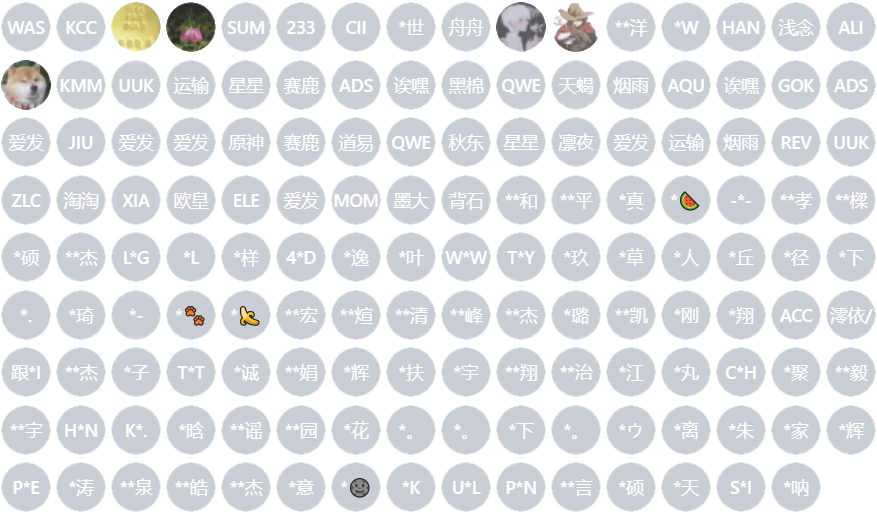 WAS KCC SUM 233 CII *世 舟舟 **洋 *W HAN 浅念 ALI
KMM UUK 运输 星星 赛鹿 ADS 诶嘿 黑棉 QWE 天蝎 烟雨 AQU 诶嘿 GOK ADS
爱发 JIU 爱发 爱发 原神 赛鹿 道易 QWE 秋东 星星 凛夜 爱发 运输 烟雨 REV UUK
ZLC 淘淘 XIA 欧皇 ELE 爱发 MOM 墨大 背石 **和 **平 *真 *🍉 -*- **孝 **樑
*硕 **杰 L*G *L *样 4*D *逸 *叶 W*W T*Y *玖 *草 *人 *丘 *径 *下
*. *琦 *- *🐾 *🍌 **宏 **煊 **清 **峰 **杰 *璐 **凯 *刚 *翔 ACC 澪依/
跟*I **杰 *子 T*T *诚 **娟 *辉 *扶 *宇 **翔 **治 *江 *丸 C*H *聚 **毅
**宇 H*N K*. *晗 **谣 **园 *花 *。 *。 *下 *。 *ウ *离 *朱 *家 *辉
P*E *涛 **泉 **皓 **杰 *意 *🌚 *K U*L P*N **言 *硕 *天 S*I *呐